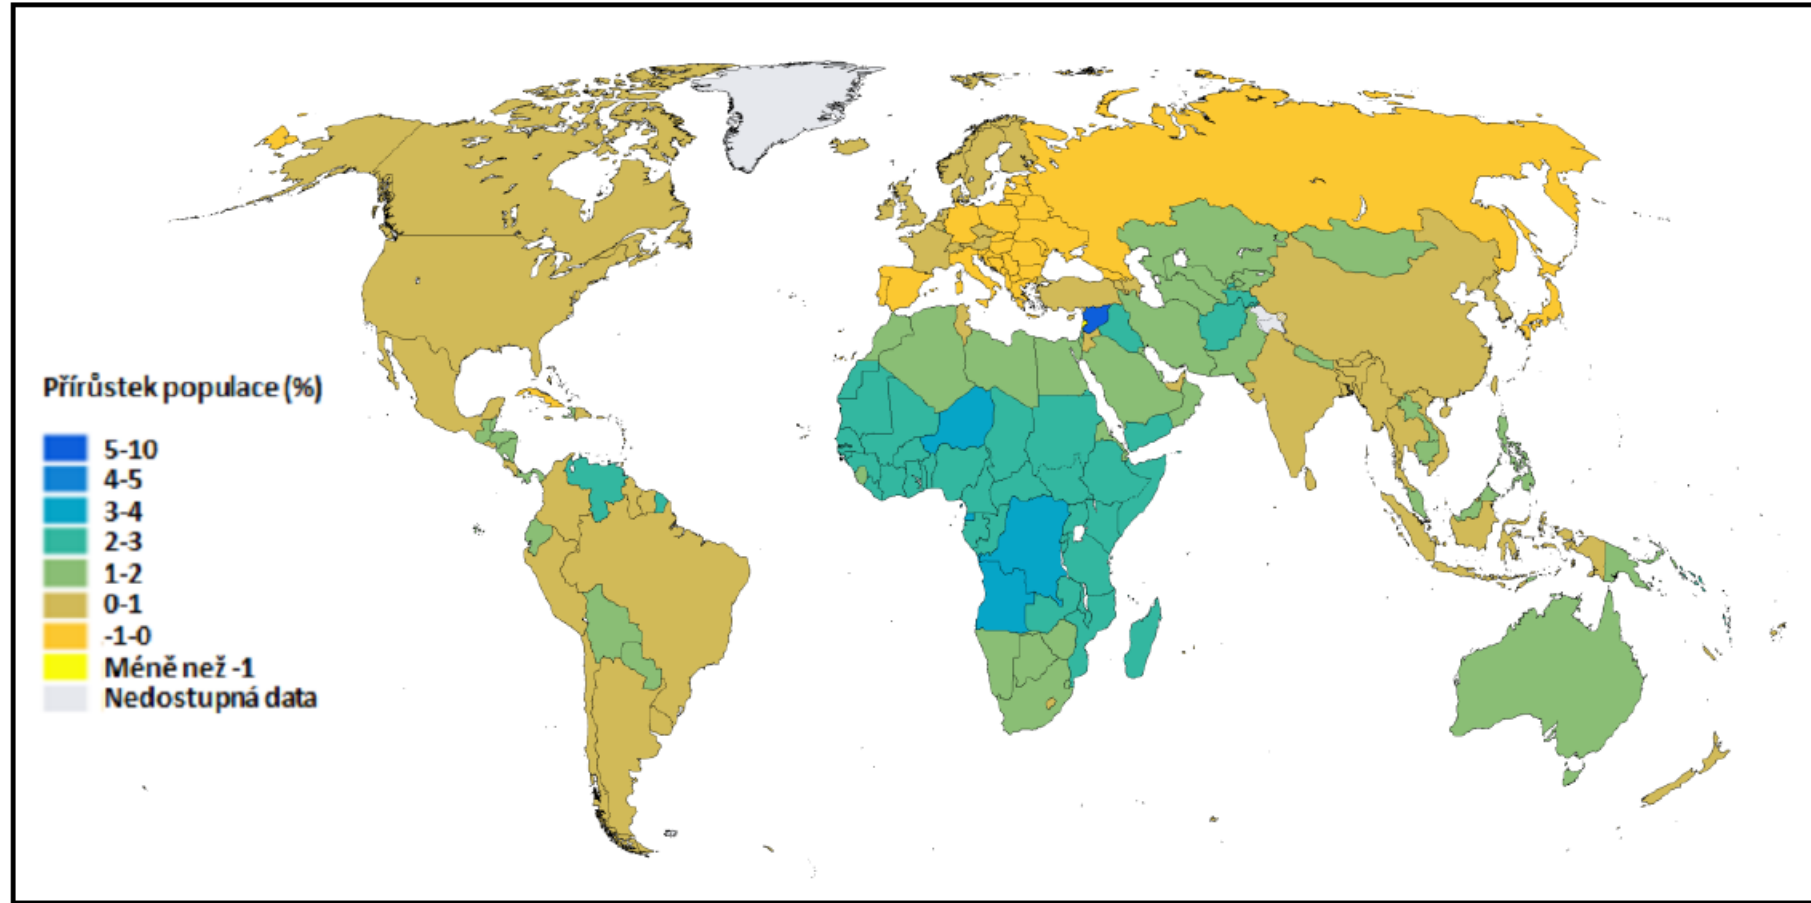 Přírůstek populace (%)
5-10
4-5
3-4
2-3
1-2
0-1
-1-0
Méně než -1
Nedostupná data